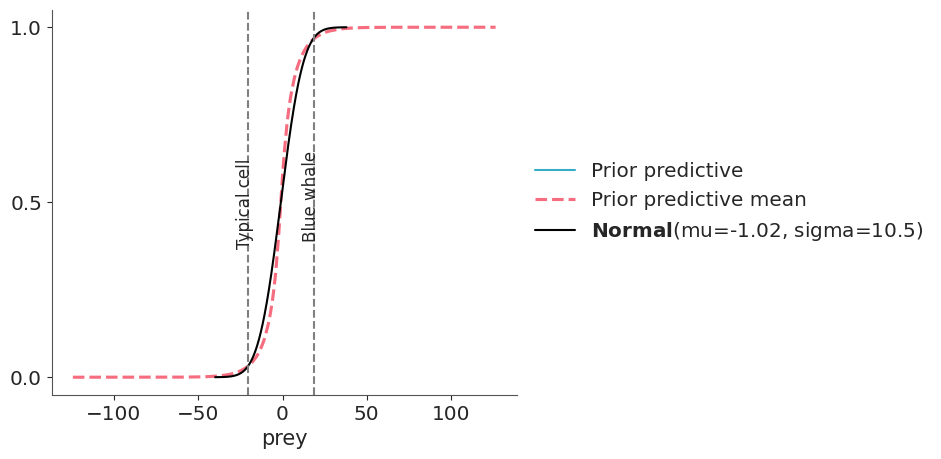 1.0
0.5
0.0
Typical cell
Blue whale
−100
−50
0
50
100
prey
Prior predictive
Prior predictive mean
Normal(mu=-1.02, sigma=10.5)